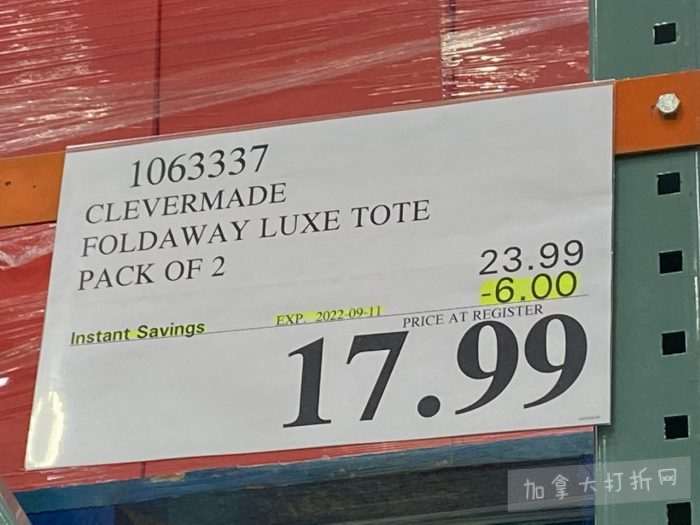 1063337
CLEVERMADE
FOLDAWAY LUXE TOTE
PACK OF 2
23.99
-6.00
Instant Savings
EXP. 2022-09-11
PRICE AT REGISTER
17.99
加拿大打折网